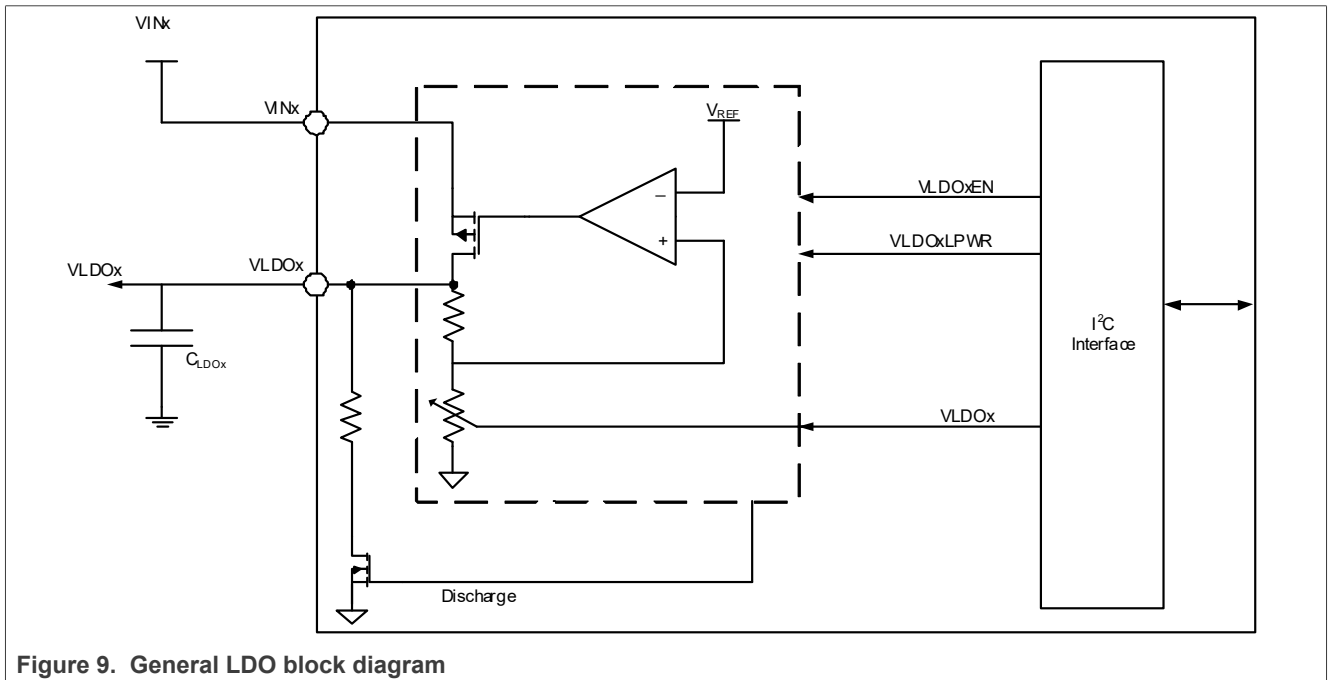 VINx
VINx
VREF
−
+
VLDOxEN
VLDOxLPWR
VLDOx
VLDOx
CLDOx
I²C
Interface
VLDOx
Discharge
Figure 9. General LDO block diagram